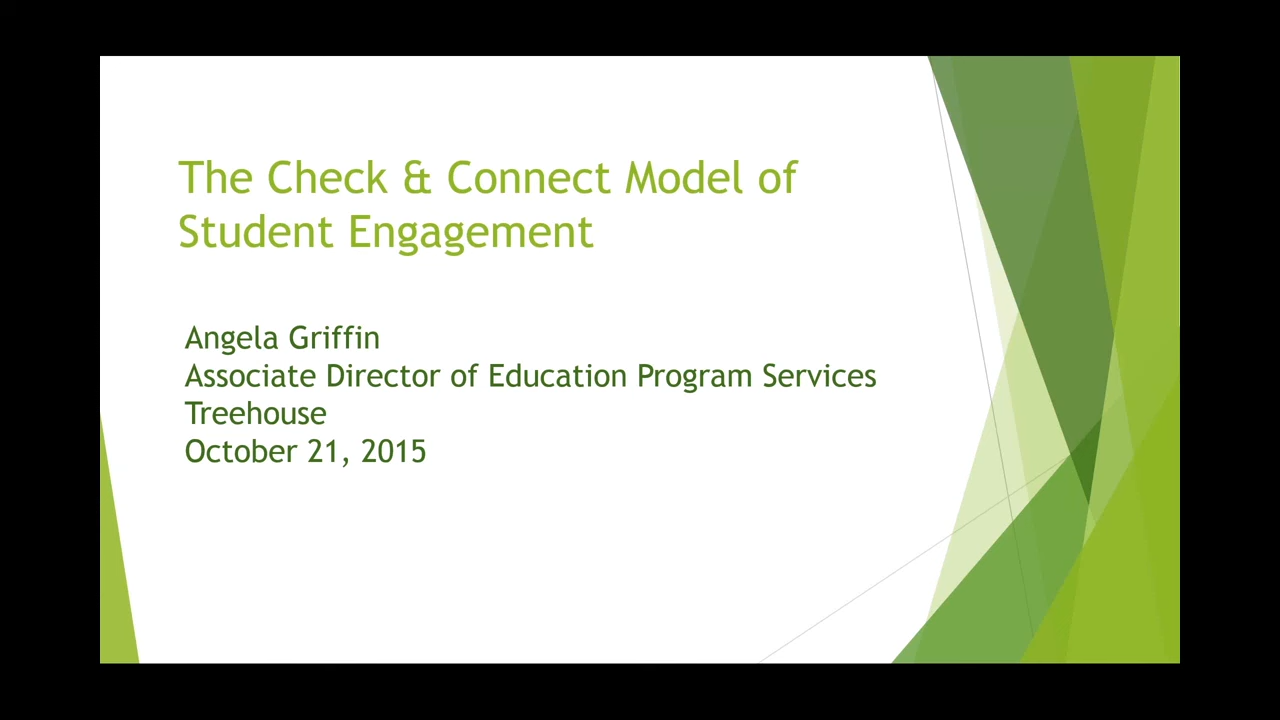 The Check & Connect Model of
Student Engagement
Angela Griffin
Associate Director of Education Program Services
Treehouse
October 21, 2015